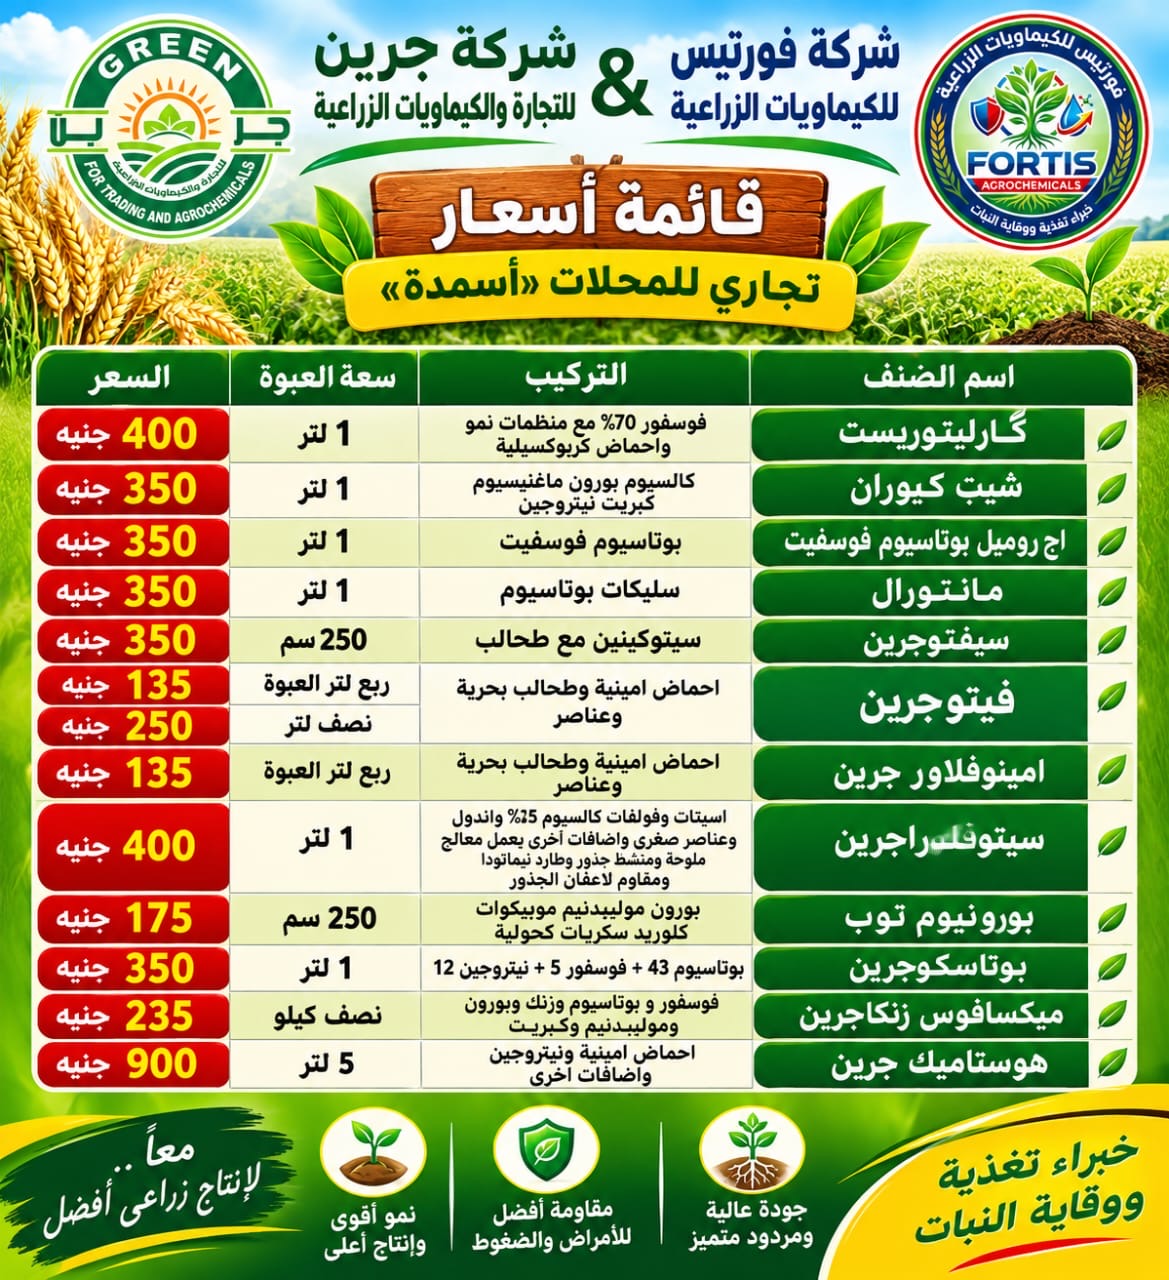 شركة فورتيس
للكيماويات الزراعية
&
شركة جرين
للتجارة والكيماويات الزراعية
فورتيس للكيماويات الزراعية
FORTIS
AGROCHEMICALS
خبراء تغذية ووقاية النبات
GREEN
جرين
للتجارة والكيماويات الزراعية
FOR TRADING AND AGROCHEMICALS
قائمة أسعار
تجاري للمحلات «أسمدة»
اسم الصنف التركيب سعة العبوة السعر
گارليتوريست فوسفور 70% مع منظمات نمو واحماض كربوكسيلية 1 لتر 400 جنيه
شيت كيوران كالسيوم بورون ماغنيسيوم كبريت نيتروجين 1 لتر 350 جنيه
اج روميل بوتاسيوم فوسفيت بوتاسيوم فوسفيت 1 لتر 350 جنيه
مانتورال سليكات بوتاسيوم 1 لتر 350 جنيه
سيفتوجرين سيتوكينين مع طحالب 250 سم 350 جنيه
فيتوجرين احماض امينية وطحالب بحرية وعناصر ربع لتر العبوة 135 جنيه
نصف لتر 250 جنيه
امينوفلاور جرين احماض امينية وطحالب بحرية وعناصر ربع لتر العبوة 135 جنيه
اسيتات وفولفات كالسيوم 25% واندول
وعناصر صغرى واضافات أخرى يعمل معالج
ملوحة ومنشط جذور وطارد نيماتودا
ومقاوم لاعفان الجذور
1 لتر 400 جنيه
بورونيوم توب بورون موليبدنيم موبيكوات كلوريد سكريات كحولية 250 سم 175 جنيه
بوتاسكوجرين بوتاسيوم 43 + فوسفور 5 + نيتروجين 12 1 لتر 350 جنيه
ميكسافوس زنكاجرين فوسفور و بوتاسيوم وزنك وبورون وموليبدنيم وكبريت نصف كيلو 235 جنيه
هوستاميك جرين احماض امينية ونيتروجين واضافات اخرى 5 لتر 900 جنيه
خبراء تغذية
ووقاية النبات
جودة عالية
ومردود متميز
مقاومة أفضل
للأمراض والضغوط
نمو أقوى
وإنتاج أعلى
معاً ..
لإنتاج زراعى أفضل